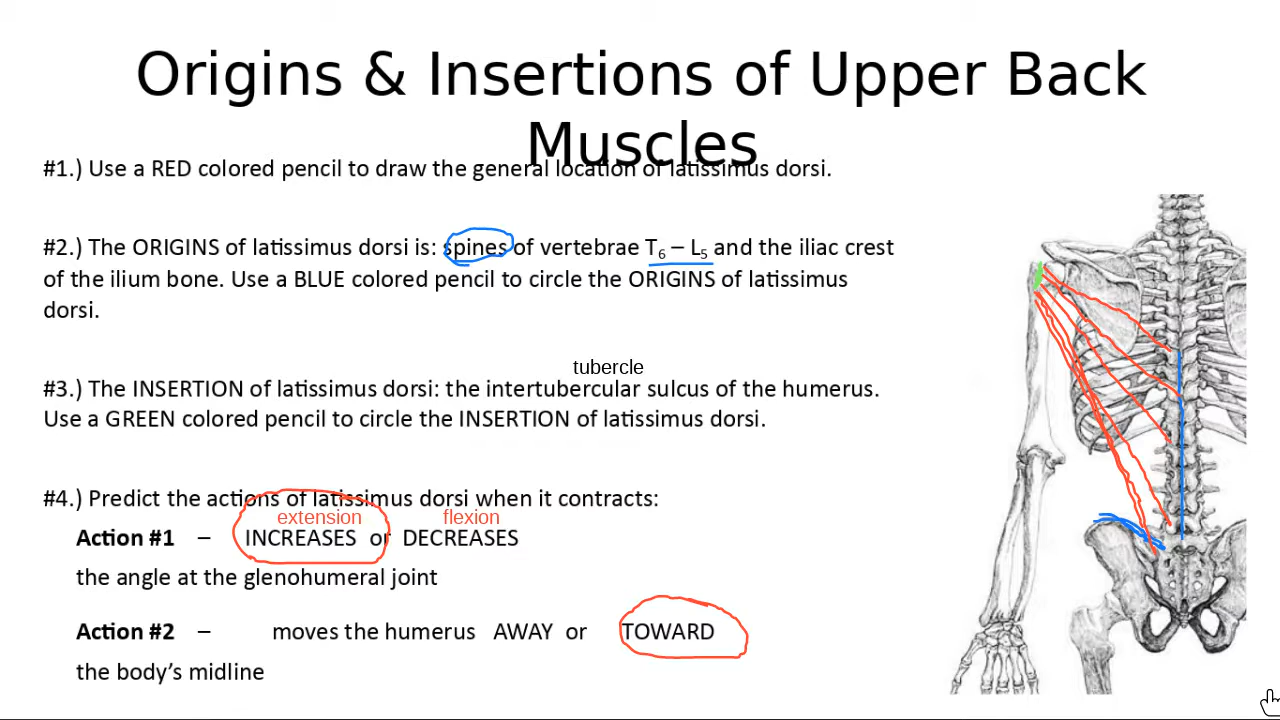 Origins & Insertions of Upper Back
Muscles
#1.) Use a RED colored pencil to draw the general location of latissimus dorsi.
#2.) The ORIGINS of latissimus dorsi is: spines of vertebrae T6 – L5 and the iliac crest
of the ilium bone. Use a BLUE colored pencil to circle the ORIGINS of latissimus
dorsi.
tubercle
#3.) The INSERTION of latissimus dorsi: the intertubercular sulcus of the humerus.
Use a GREEN colored pencil to circle the INSERTION of latissimus dorsi.
#4.) Predict the actions of latissimus dorsi when it contracts:
extension flexion
Action #1 – INCREASES or DECREASES
the angle at the glenohumeral joint
Action #2 – moves the humerus AWAY or TOWARD
the body’s midline